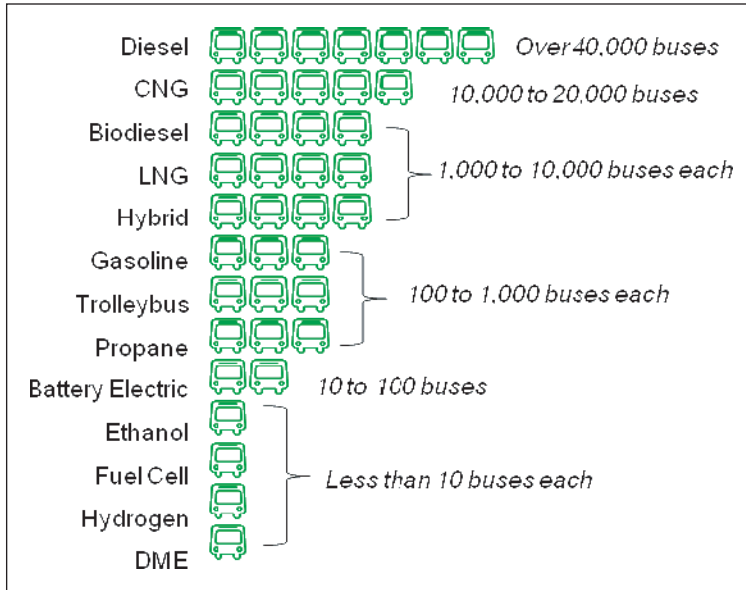 Diesel Over 40,000 buses
CNG 10,000 to 20,000 buses
Biodiesel
LNG 1,000 to 10,000 buses each
Hybrid
Gasoline
Trolleybus 100 to 1,000 buses each
Propane
Battery Electric 10 to 100 buses
Ethanol
Fuel Cell Less than 10 buses each
Hydrogen
DME